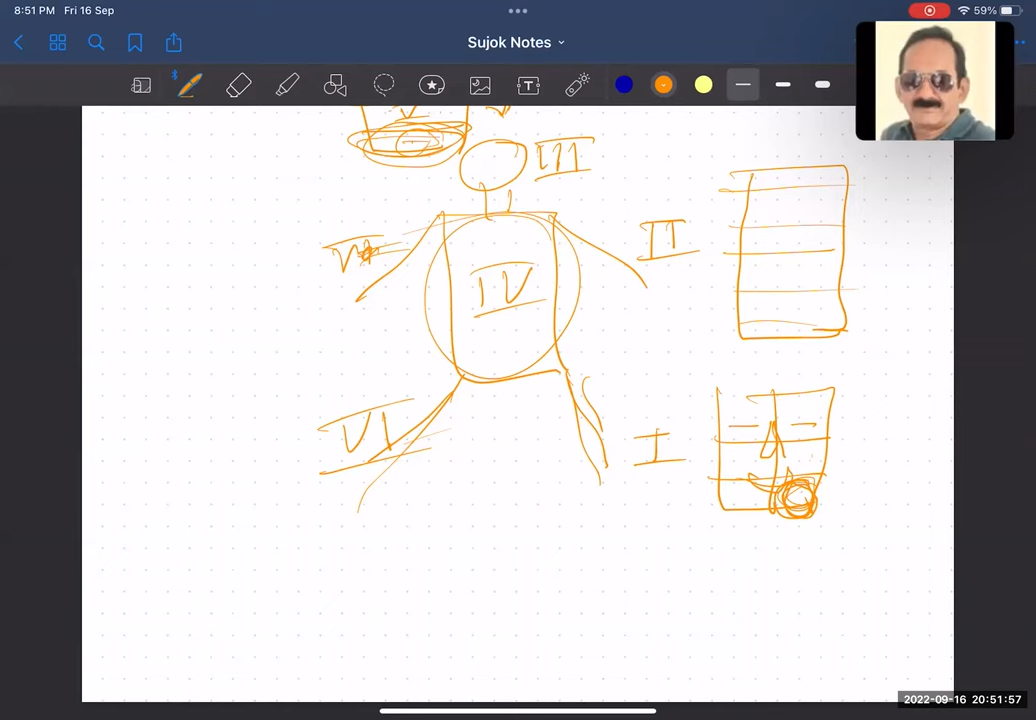 8:51 PM Fri 16 Sep
59%
Sujok Notes
III
II
IV
VI
I
2022-09-16 20:51:57